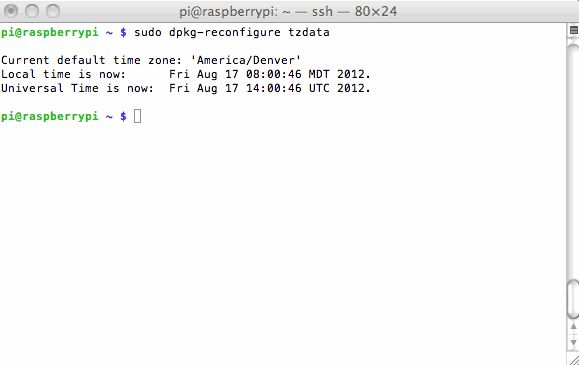 pi@raspberrypi: ~ — ssh — 80×24
pi@raspberrypi ~ $ sudo dpkg-reconfigure tzdata
Current default time zone: 'America/Denver'
Local time is now:      Fri Aug 17 08:00:46 MDT 2012.
Universal Time is now:  Fri Aug 17 14:00:46 UTC 2012.
pi@raspberrypi ~ $